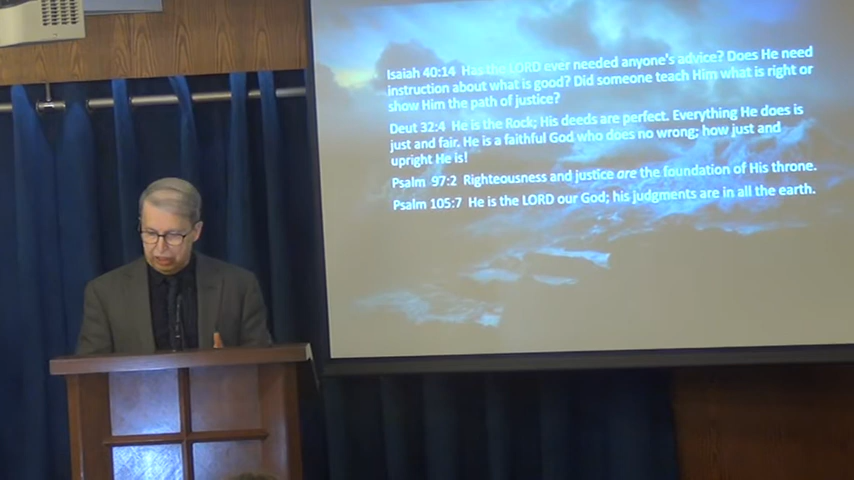 Isaiah 40:14 Has the LORD ever needed anyone's advice? Does He need
instruction about what is good? Did someone teach Him what is right or
show Him the path of justice?
Deut 32:4 He is the Rock; His deeds are perfect. Everything He does is
just and fair. He is a faithful God who does no wrong; how just and
upright He is!
Psalm 97:2 Righteousness and justice are the foundation of His throne.
Psalm 105:7 He is the LORD our God; his judgments are in all the earth.